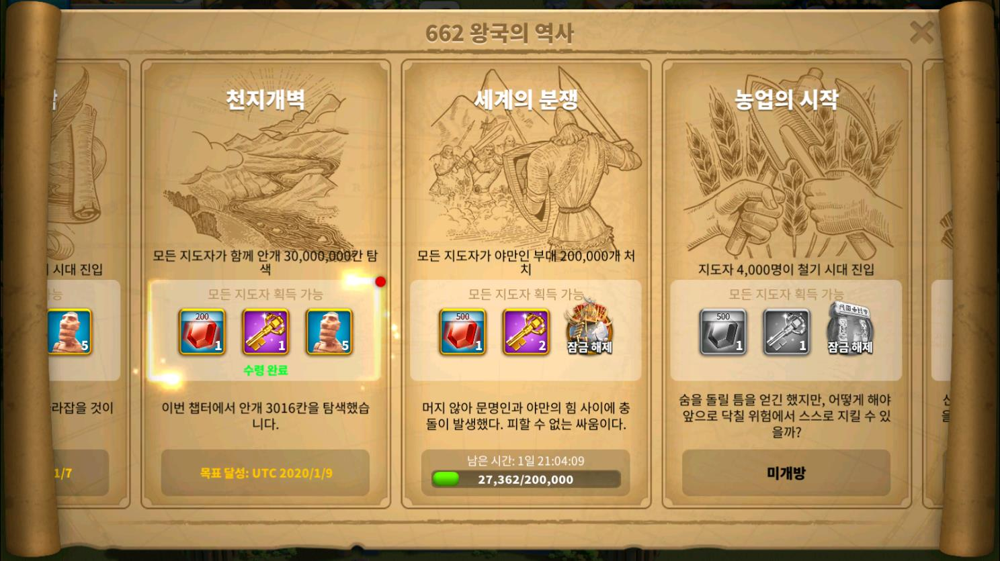 662 왕국의 역사
시대 진입
5
라잡을 것이
1/7
천지개벽
모든 지도자가 함께 안개 30,000,000칸 탐
색
모든 지도자 획득 가능
200
1
1
5
수령 완료
이번 챕터에서 안개 3016칸을 탐색했습
니다.
목표 달성: UTC 2020/1/9
세계의 분쟁
모든 지도자가 야만인 부대 200,000개 처
치
모든 지도자 획득 가능
500
1
2
잠금 해제
머지 않아 문명인과 야만의 힘 사이에 충
돌이 발생했다. 피할 수 없는 싸움이다.
남은 시간: 1일 21:04:09
27,362/200,000
농업의 시작
지도자 4,000명이 철기 시대 진입
모든 지도자 획득 가능
500
1
1
잠금 해제
숨을 돌릴 틈을 얻긴 했지만, 어떻게 해야
앞으로 닥칠 위험에서 스스로 지킬 수 있
을까?
미개방